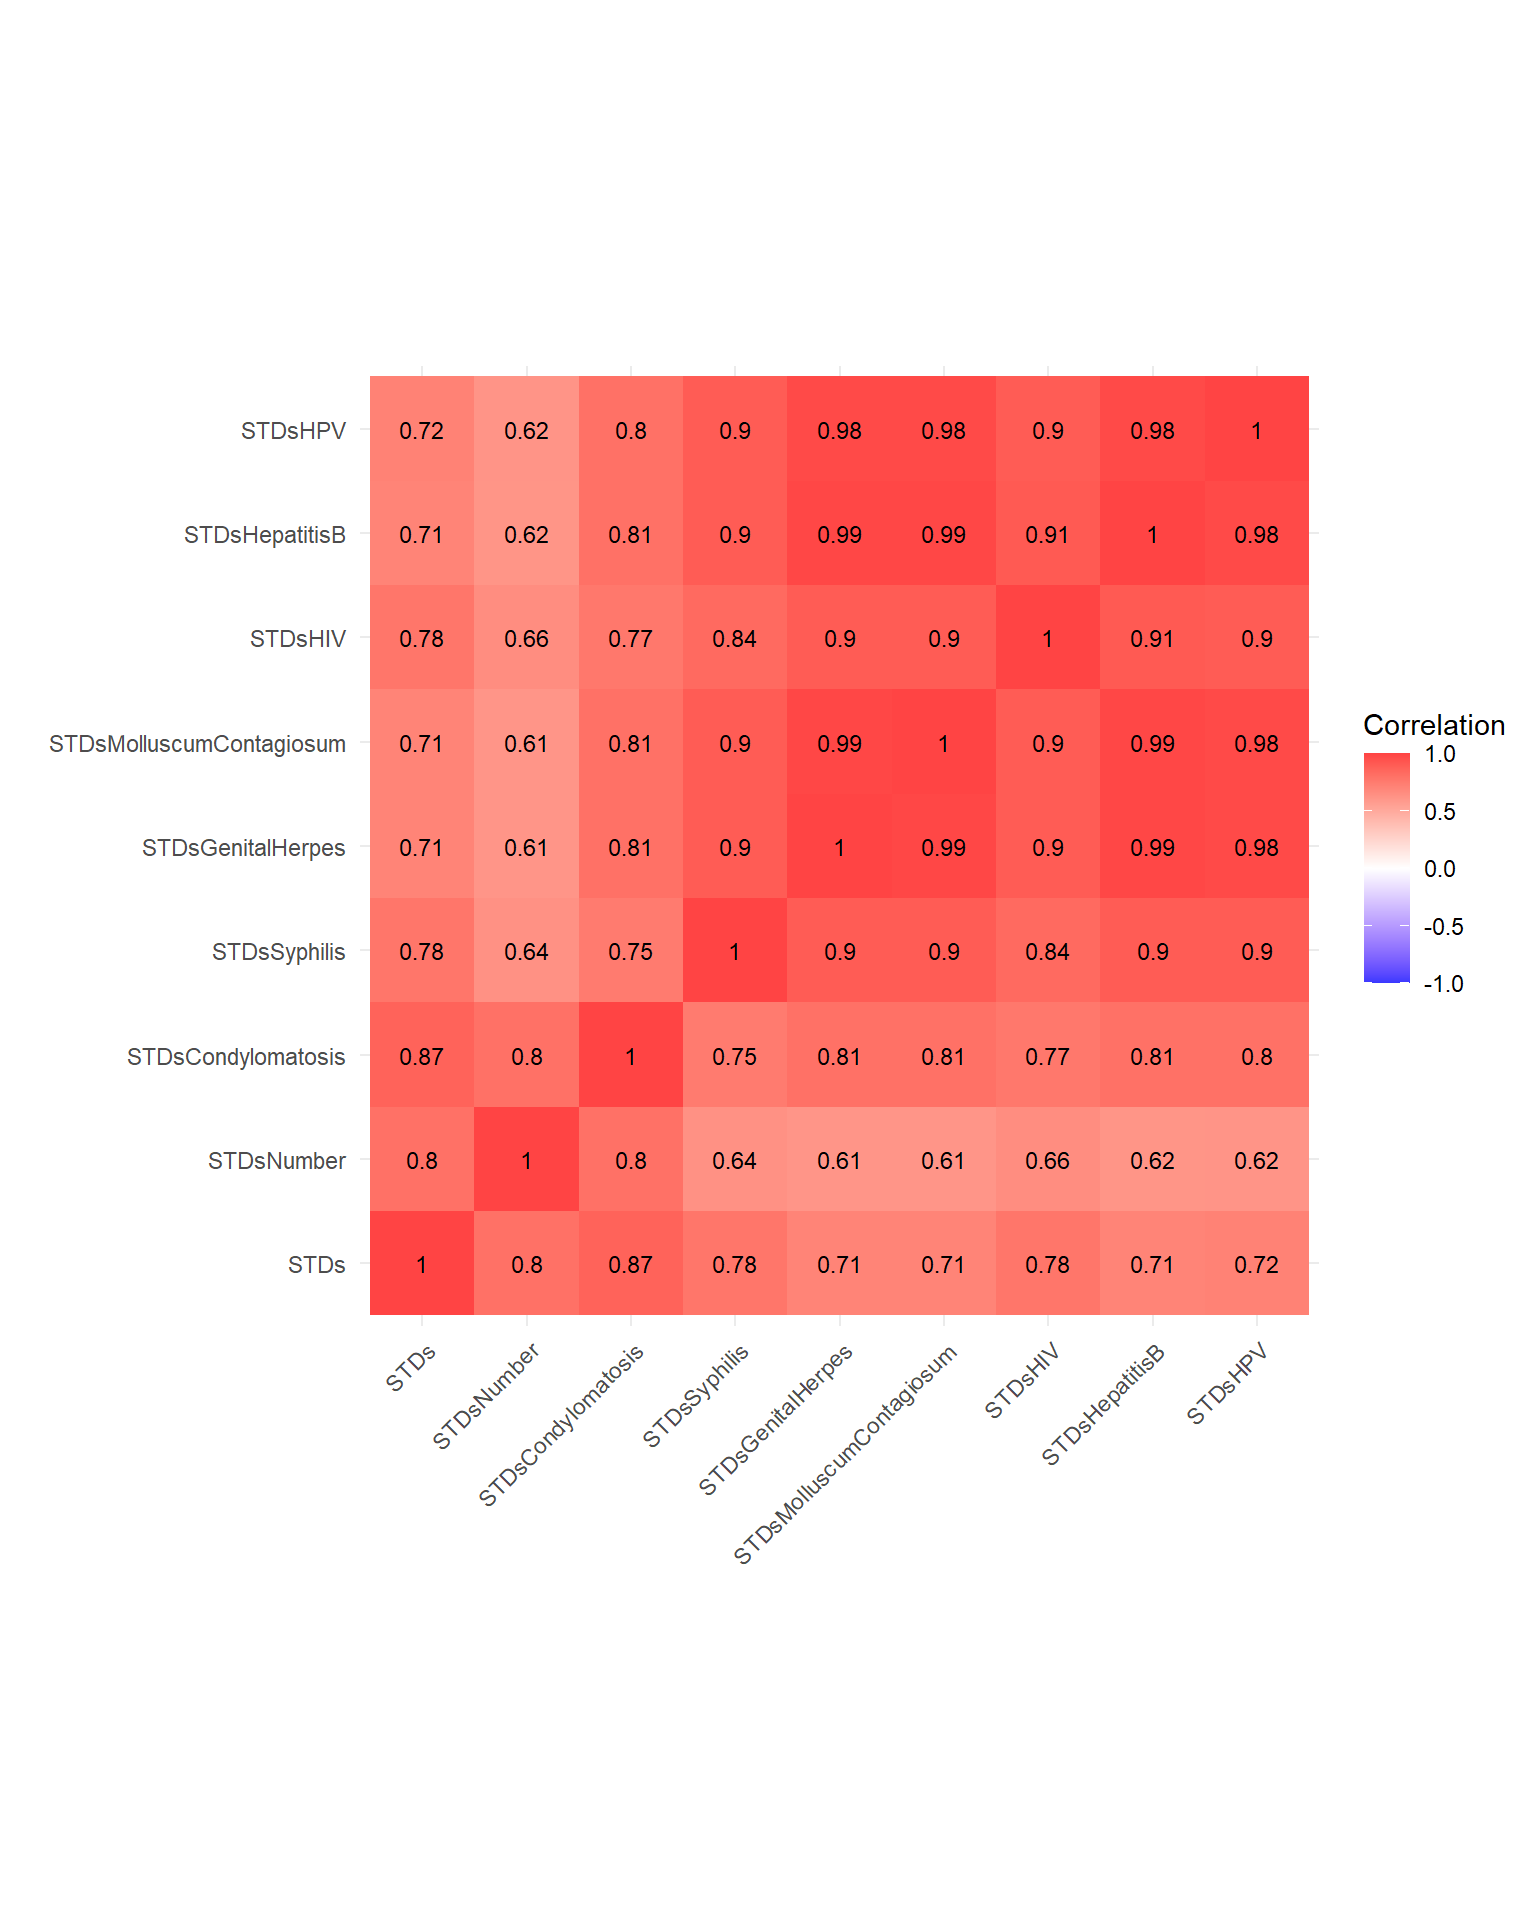 STDsHPV 0.72 0.62 0.8 0.9 0.98 0.98 0.9 0.98 1
STDsHepatitisB 0.71 0.62 0.81 0.9 0.99 0.99 0.91 1 0.98
STDsHIV 0.78 0.66 0.77 0.84 0.9 0.9 1 0.91 0.9
STDsMolluscumContagiosum 0.71 0.61 0.81 0.9 0.99 1 0.9 0.99 0.98
STDsGenitalHerpes 0.71 0.61 0.81 0.9 1 0.99 0.9 0.99 0.98
STDsSyphilis 0.78 0.64 0.75 1 0.9 0.9 0.84 0.9 0.9
STDsCondylomatosis 0.87 0.8 1 0.75 0.81 0.81 0.77 0.81 0.8
STDsNumber 0.8 1 0.8 0.64 0.61 0.61 0.66 0.62 0.62
STDs 1 0.8 0.87 0.78 0.71 0.71 0.78 0.71 0.72
STDs
STDsNumber
STDsCondylomatosis
STDsSyphilis
STDsGenitalHerpes
STDsMolluscumContagiosum
STDsHIV
STDsHepatitisB
STDsHPV
Correlation
1.0
0.5
0.0
-0.5
-1.0